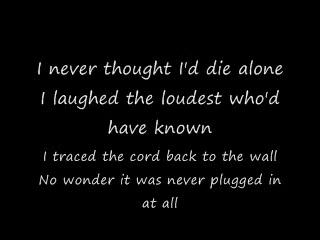 I never thought I'd die alone
I laughed the loudest who'd
have known
I traced the cord back to the wall
No wonder it was never plugged in
at all